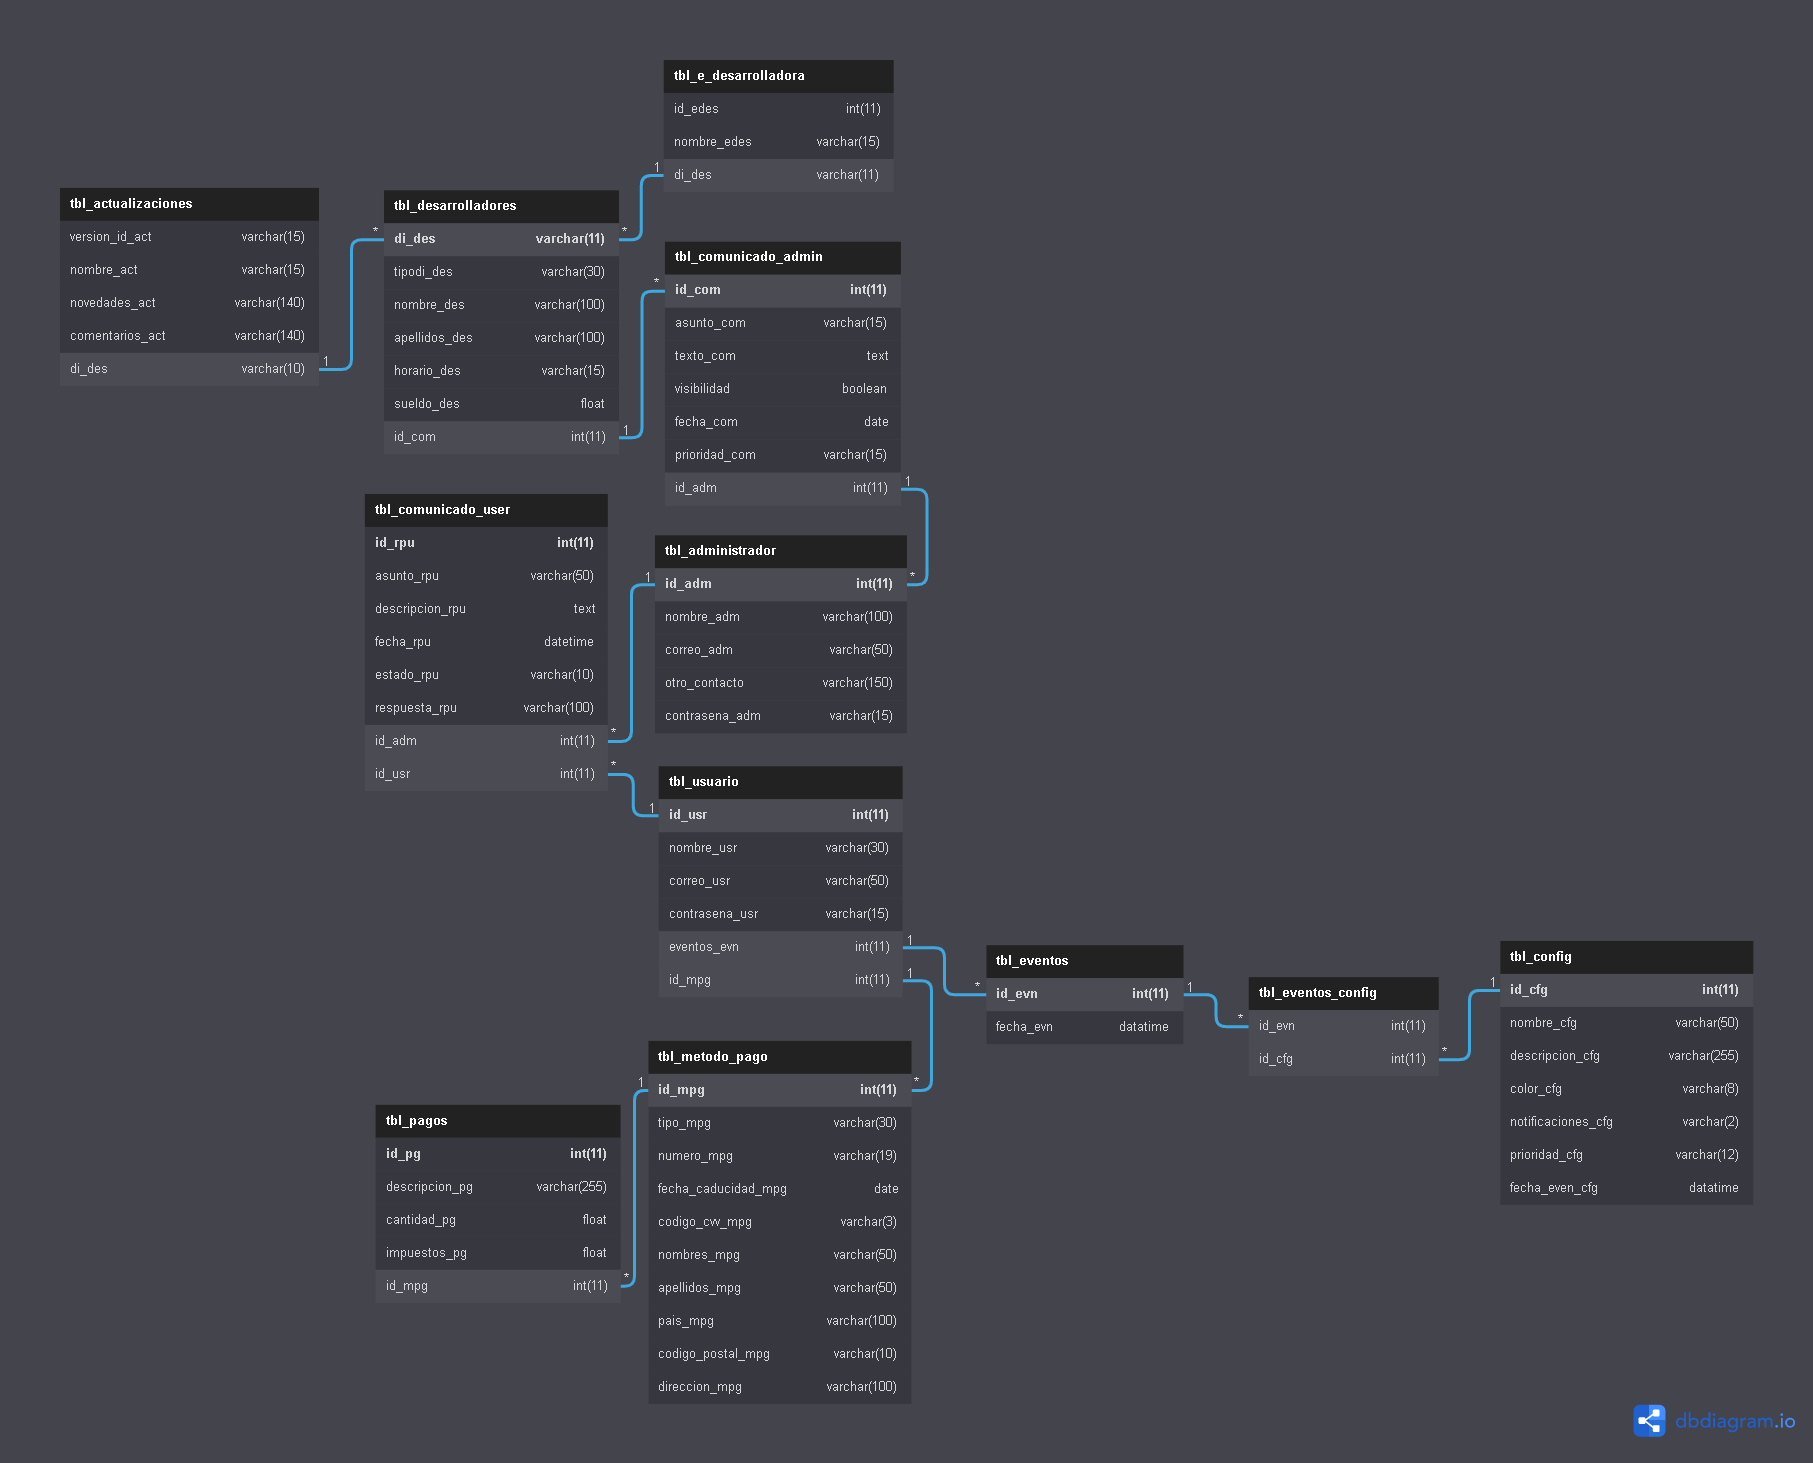 tbl_e_desarrolladora
id_edes int(11)
nombre_edes varchar(15)
1 di_des varchar(11)
tbl_actualizaciones
version_id_act varchar(15)
nombre_act varchar(15)
novedades_act varchar(140)
comentarios_act varchar(140)
di_des varchar(10) 1
tbl_desarrolladores
* di_des varchar(11) *
tipodi_des varchar(30)
nombre_des varchar(100)
apellidos_des varchar(100)
horario_des varchar(15)
sueldo_des float
id_com int(11) 1
tbl_comunicado_admin
* id_com int(11)
asunto_com varchar(15)
texto_com text
visibilidad boolean
fecha_com date
prioridad_com varchar(15)
id_adm int(11) 1
tbl_comunicado_user
id_rpu int(11)
asunto_rpu varchar(50)
descripcion_rpu text
fecha_rpu datetime
estado_rpu varchar(10)
respuesta_rpu varchar(100)
id_adm int(11) *
id_usr int(11) *
tbl_administrador
1 id_adm int(11) *
nombre_adm varchar(100)
correo_adm varchar(50)
otro_contacto varchar(150)
contrasena_adm varchar(15)
tbl_usuario
1 id_usr int(11)
nombre_usr varchar(30)
correo_usr varchar(50)
contrasena_usr varchar(15)
eventos_evn int(11) 1
id_mpg int(11) 1
tbl_eventos
* id_evn int(11) 1
fecha_evn datatime
tbl_eventos_config
* id_evn int(11)
id_cfg int(11) *
tbl_config
1 id_cfg int(11)
nombre_cfg varchar(50)
descripcion_cfg varchar(255)
color_cfg varchar(8)
notificaciones_cfg varchar(2)
prioridad_cfg varchar(12)
fecha_even_cfg datatime
tbl_metodo_pago
1 id_mpg int(11) *
tipo_mpg varchar(30)
numero_mpg varchar(19)
fecha_caducidad_mpg date
codigo_cvv_mpg varchar(3)
nombres_mpg varchar(50)
apellidos_mpg varchar(50)
pais_mpg varchar(100)
codigo_postal_mpg varchar(10)
direccion_mpg varchar(100)
tbl_pagos
id_pg int(11)
descripcion_pg varchar(255)
cantidad_pg float
impuestos_pg float
id_mpg int(11) *
dbdiagram.io